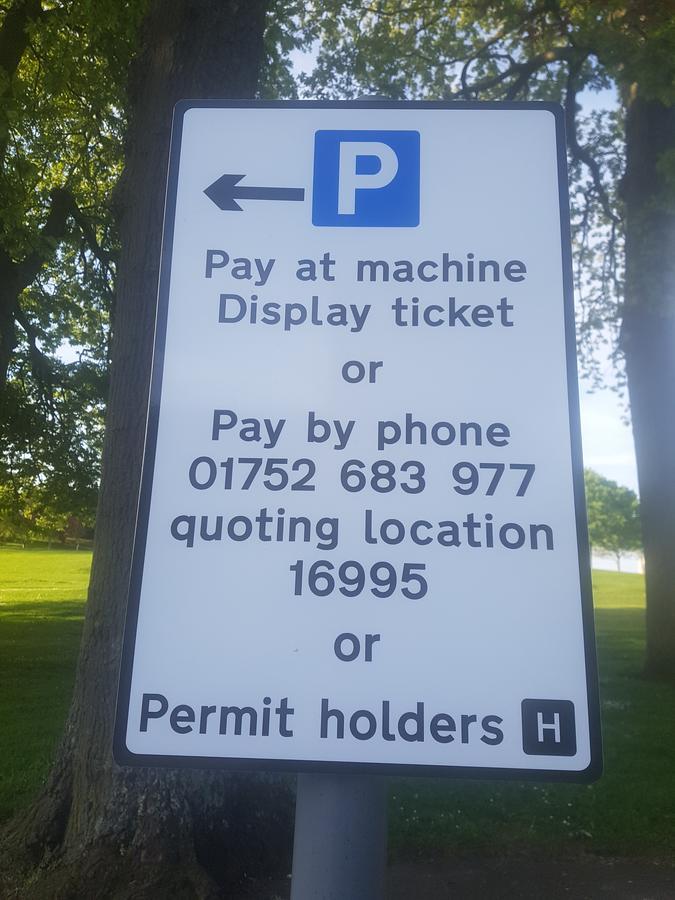 P
Pay at machine
Display ticket
or
Pay by phone
01752 683 977
quoting location
16995
or
Permit holders H